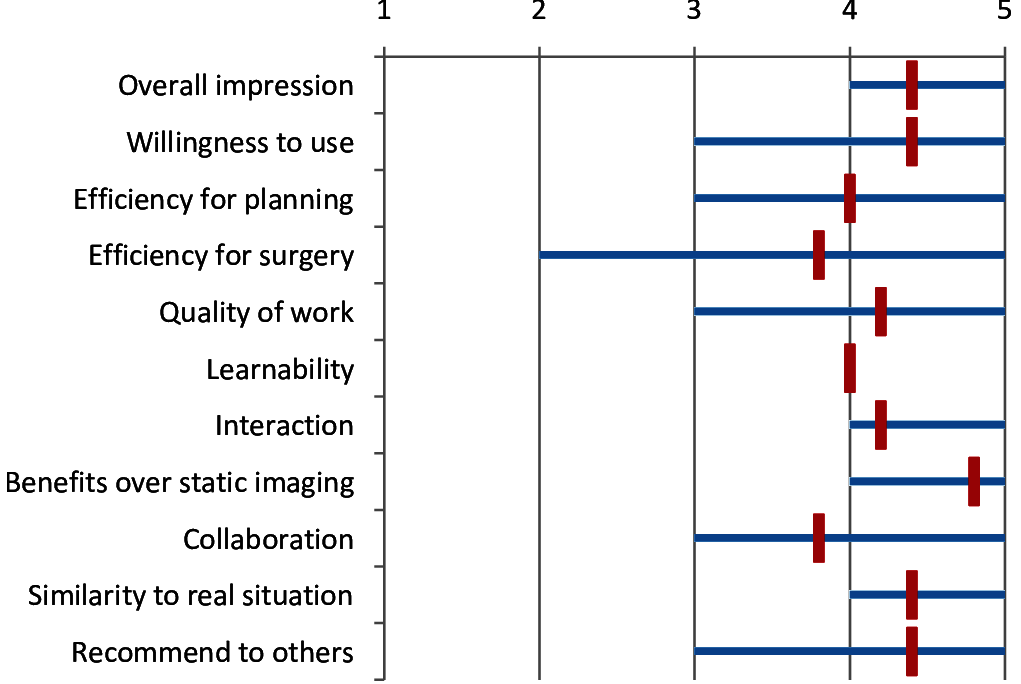 1 2 3 4 5
Overall impression
Willingness to use
Efficiency for planning
Efficiency for surgery
Quality of work
Learnability
Interaction
Benefits over static imaging
Collaboration
Similarity to real situation
Recommend to others